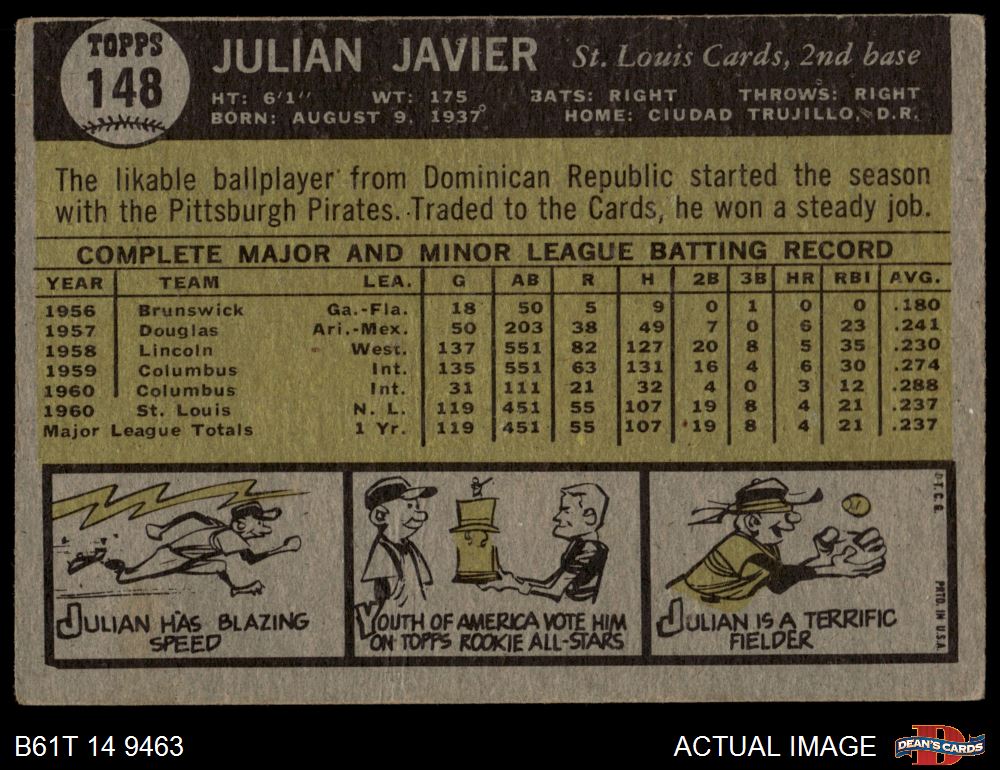 TOPPS
148
JULIAN JAVIER St. Louis Cards, 2nd base
HT: 6'1" WT: 175 BATS: RIGHT THROWS: RIGHT
BORN: AUGUST 9, 1937 HOME: CIUDAD TRUJILLO, D.R.
The likable ballplayer from Dominican Republic started the season
with the Pittsburgh Pirates. Traded to the Cards, he won a steady job.
COMPLETE MAJOR AND MINOR LEAGUE BATTING RECORD
YEAR TEAM LEA. G AB R H 2B 3B HR RBI AVG.
1956 Brunswick Ga.-Fla. 18 50 5 9 0 1 0 0 .180
1957 Douglas Ari.-Mex. 50 203 38 49 7 0 6 23 .241
1958 Lincoln West. 137 551 82 127 20 8 5 35 .230
1959 Columbus Int. 135 551 63 131 16 4 6 30 .274
1960 Columbus Int. 31 111 21 32 4 0 3 12 .288
1960 St. Louis N. L. 119 451 55 107 19 8 4 21 .237
Major League Totals 1 Yr. 119 451 55 107 19 8 4 21 .237
JULIAN HAS BLAZING
SPEED
YOUTH OF AMERICA VOTE HIM
ON TOPPS ROOKIE ALL-STARS
JULIAN IS A TERRIFIC
FIELDER
©T.C.G. PRTD. IN U.S.A.
B61T 14 9463 ACTUAL IMAGE DEAN'S CARDS